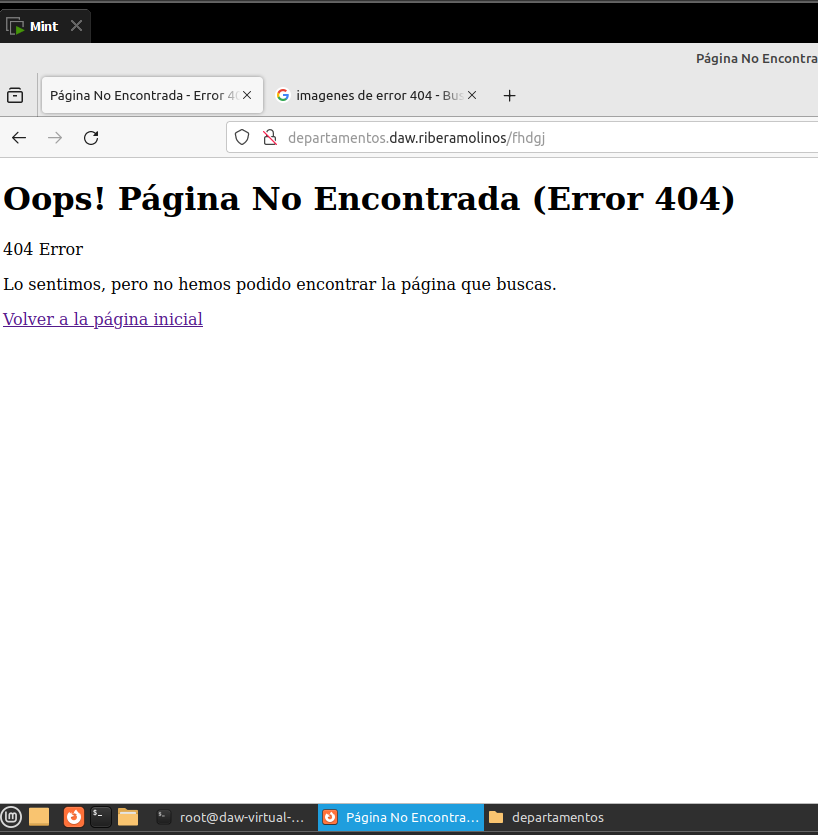 Mint
Página No Encontra
Página No Encontrada - Error 40
imagenes de error 404 - Bus
departamentos.daw.riberamolinos/fhdgj
Oops! Página No Encontrada (Error 404)
404 Error
Lo sentimos, pero no hemos podido encontrar la página que buscas.
Volver a la página inicial
root@daw-virtual-...
Página No Encontra...
departamentos